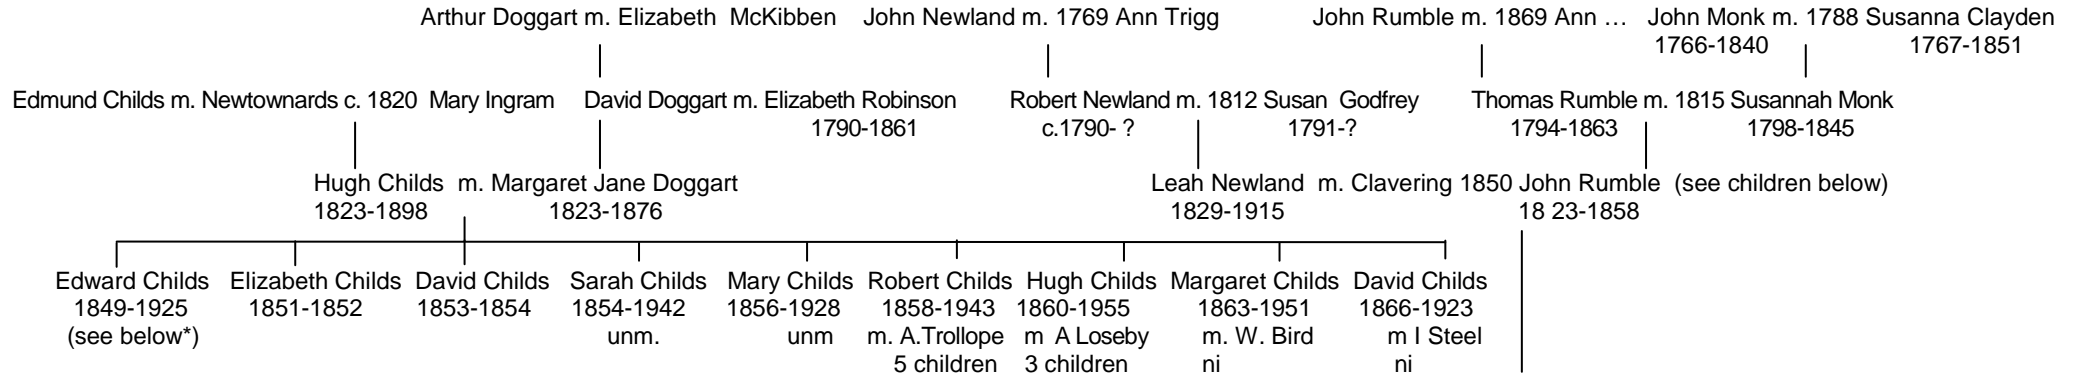 Arthur Doggart m. Elizabeth McKibben John Newland m. 1769 Ann Trigg John Rumble m. 1869 Ann … John Monk m. 1788 Susanna Clayden
1766-1840 1767-1851
Edmund Childs m. Newtownards c. 1820 Mary Ingram David Doggart m. Elizabeth Robinson Robert Newland m. 1812 Susan Godfrey Thomas Rumble m. 1815 Susannah Monk
1790-1861 c.1790- ? 1791-? 1794-1863 1798-1845
Hugh Childs m. Margaret Jane Doggart Leah Newland m. Clavering 1850 John Rumble (see children below)
1823-1898 1823-1876 1829-1915 18 23-1858
Edward Childs Elizabeth Childs David Childs Sarah Childs Mary Childs Robert Childs Hugh Childs Margaret Childs David Childs
1849-1925 1851-1852 1853-1854 1854-1942 1856-1928 1858-1943 1860-1955 1863-1951 1866-1923
(see below*) unm. unm m. A.Trollope m A Loseby m. W. Bird m I Steel
5 children 3 children ni ni